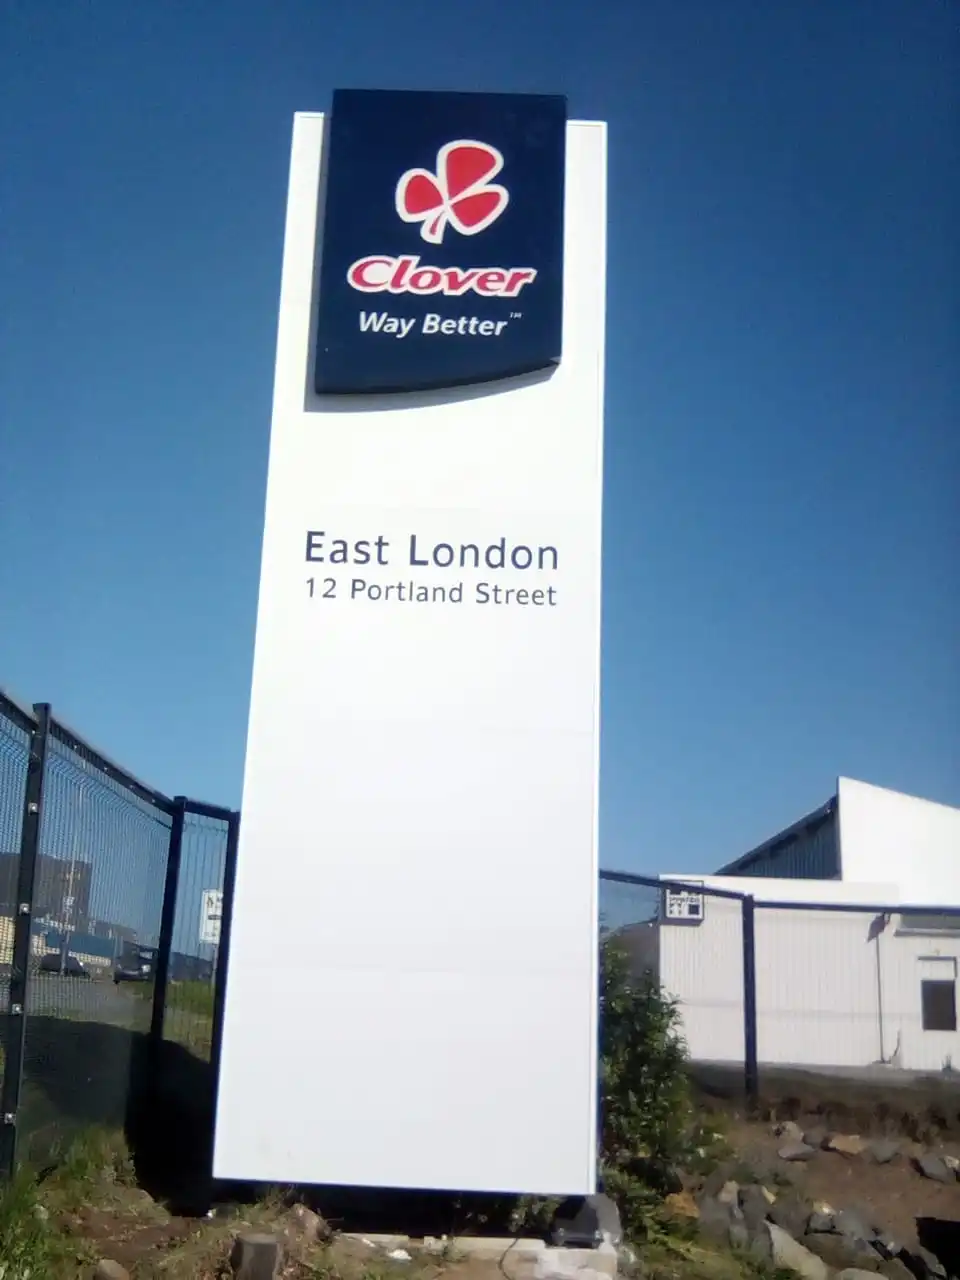 Clover
Way Better™
East London
12 Portland Street